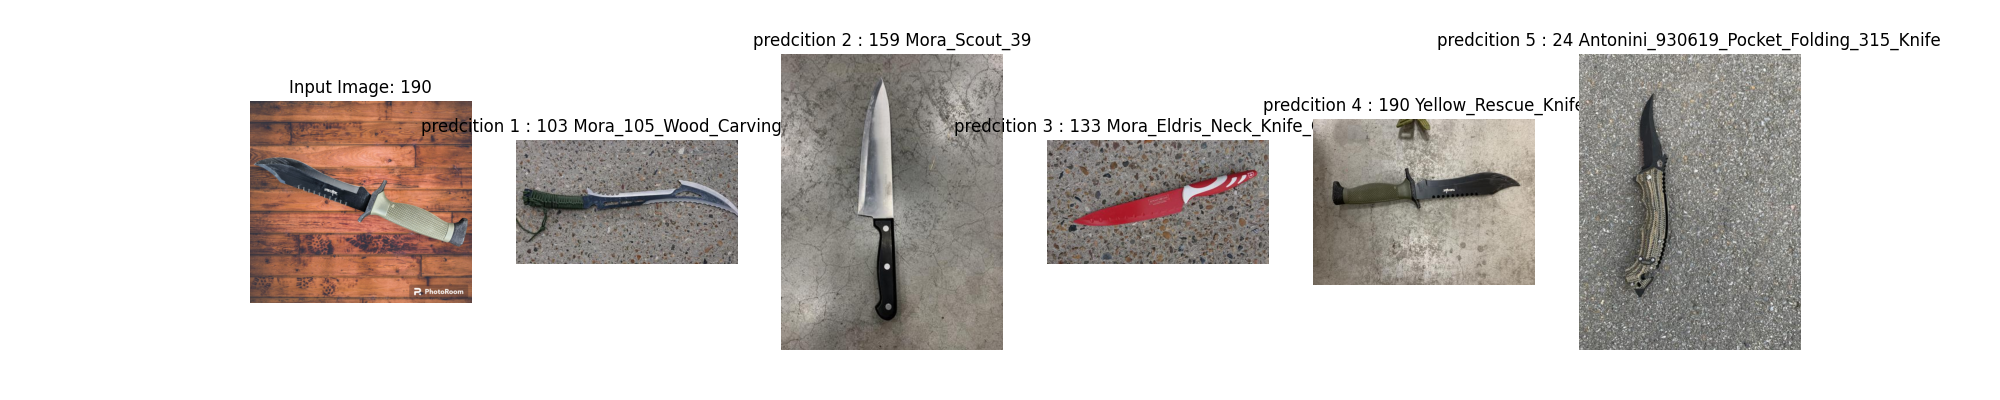 Input Image: 190
predcition 1 : 103 Mora_105_Wood_Carving
predcition 2 : 159 Mora_Scout_39
predcition 3 : 133 Mora_Eldris_Neck_Knife_
predcition 4 : 190 Yellow_Rescue_Knife
predcition 5 : 24 Antonini_930619_Pocket_Folding_315_Knife
PhotoRoom